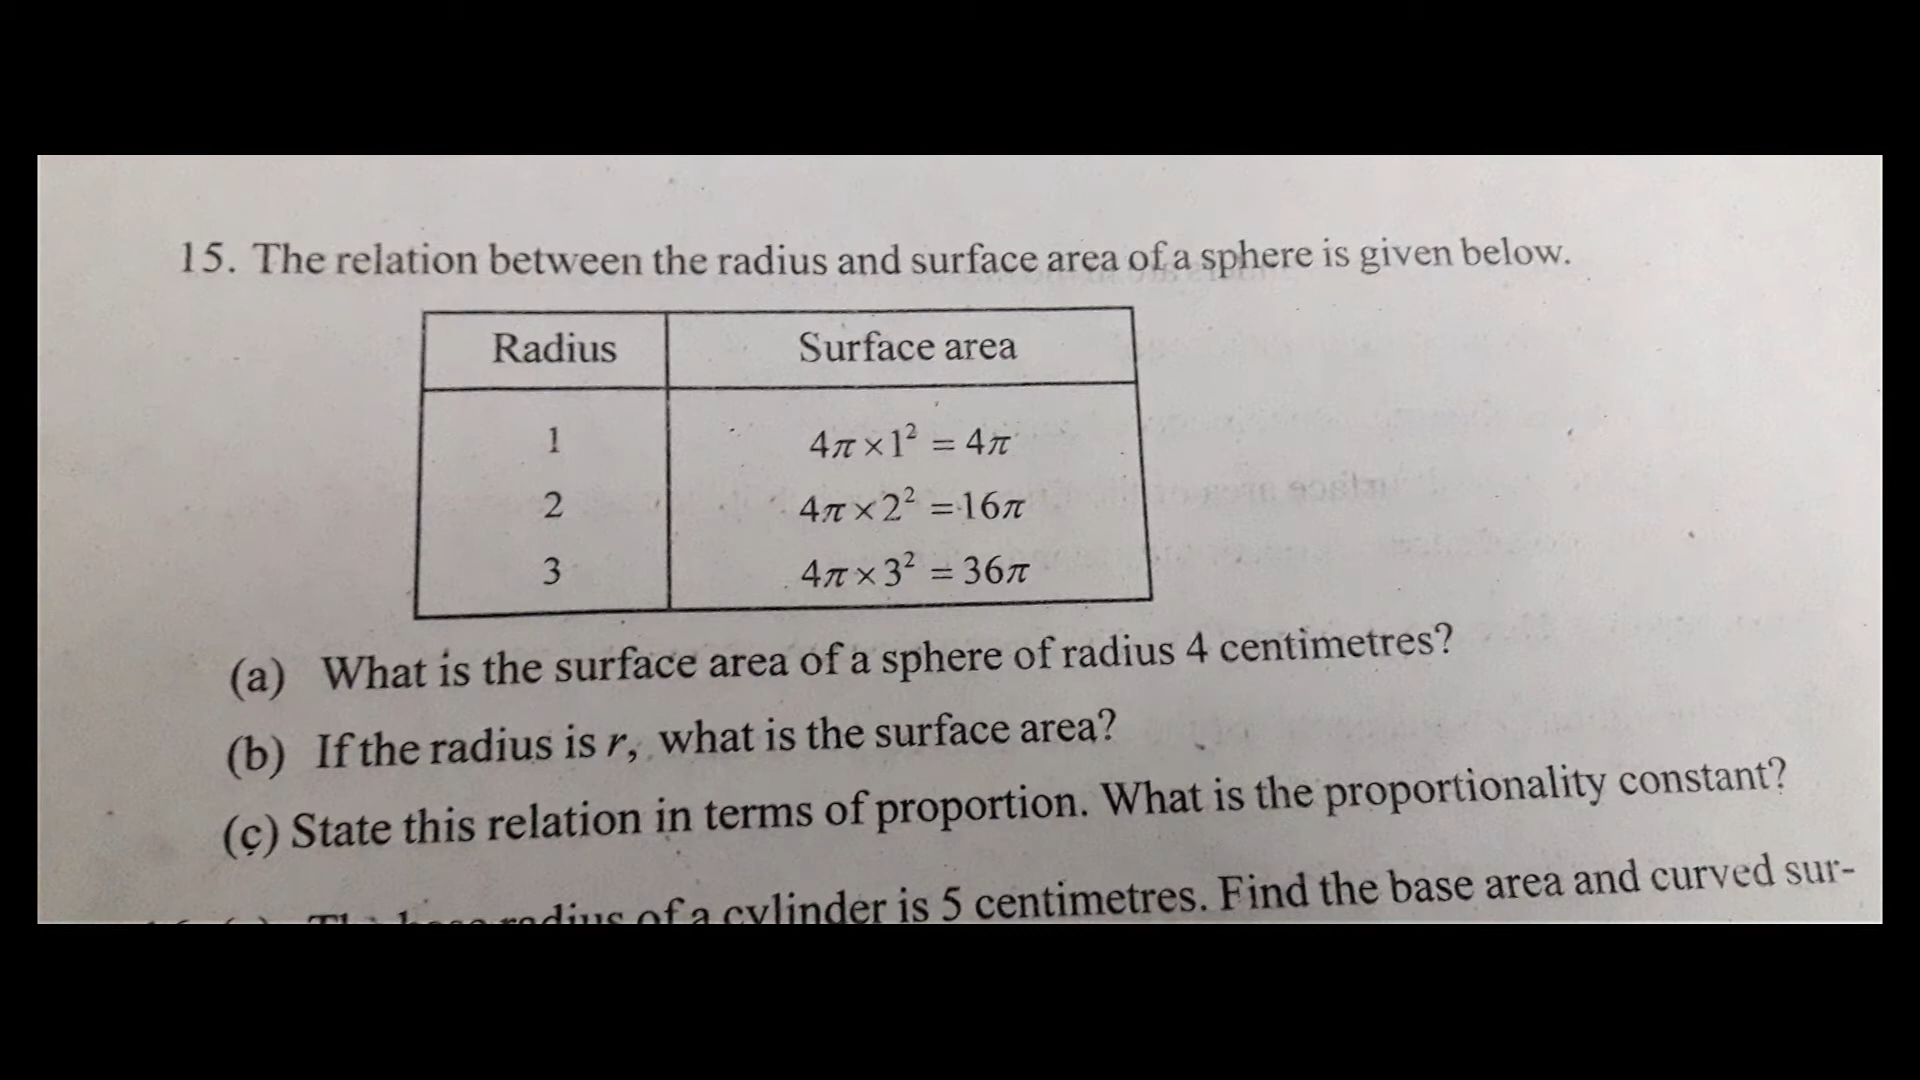 15. The relation between the radius and surface area of a sphere is given below.
Radius Surface area
1 4π×1² = 4π
2 4π×2² = 16π
3 4π×3² = 36π
(a) What is the surface area of a sphere of radius 4 centimetres?
(b) If the radius is r, what is the surface area?
(c) State this relation in terms of proportion. What is the proportionality constant?
radius of a cylinder is 5 centimetres. Find the base area and curved sur-